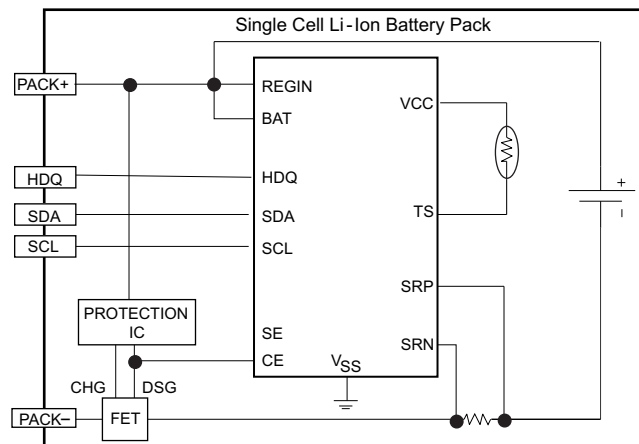 Single Cell Li-Ion Battery Pack
PACK+
REGIN
VCC
BAT
HDQ
HDQ
SDA
SDA
TS
SCL
SCL
+
-
SRP
PROTECTION
IC
SE
SRN
CE
VSS
CHG
DSG
PACK–
FET